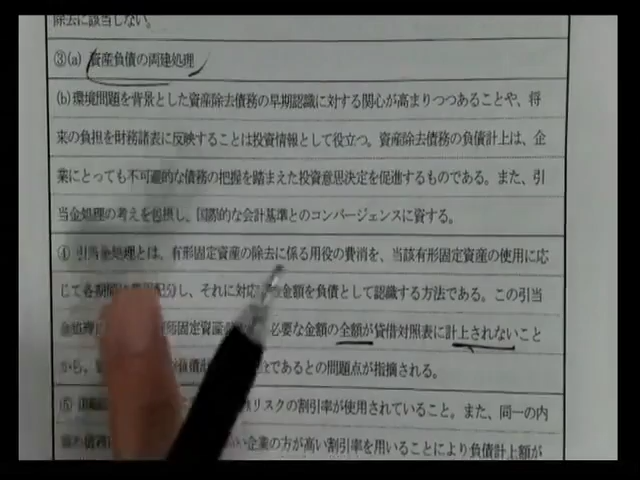 除去に該当しない。
③(a) 資産負債の両建処理
(b)環境問題を背景とした資産除去債務の早期認識に対する関心が高まりつつあることや、将
来の負担を財務諸表に反映することは投資情報として役立つ。資産除去債務の負債計上は、企
業にとっても不可避的な債務の把握を踏まえた投資意思決定を促進するものである。また、引
当金処理の考えを包摂し、国際的な会計基準とのコンバージェンスに資する。
④ 引当金処理とは、有形固定資産の除去に係る用役の費消を、当該有形固定資産の使用に応
じて各期間に 配分し、それに対応 金額を負債として認識する方法である。この引当
金処理 有形固定資産 必要な金額の全額が貸借対照表に計上されないこと
から、 であるとの問題点が指摘される。
⑤ リスクの割引率が使用されていること。また、同一の内
い企業の方が高い割引率を用いることにより負債計上額が